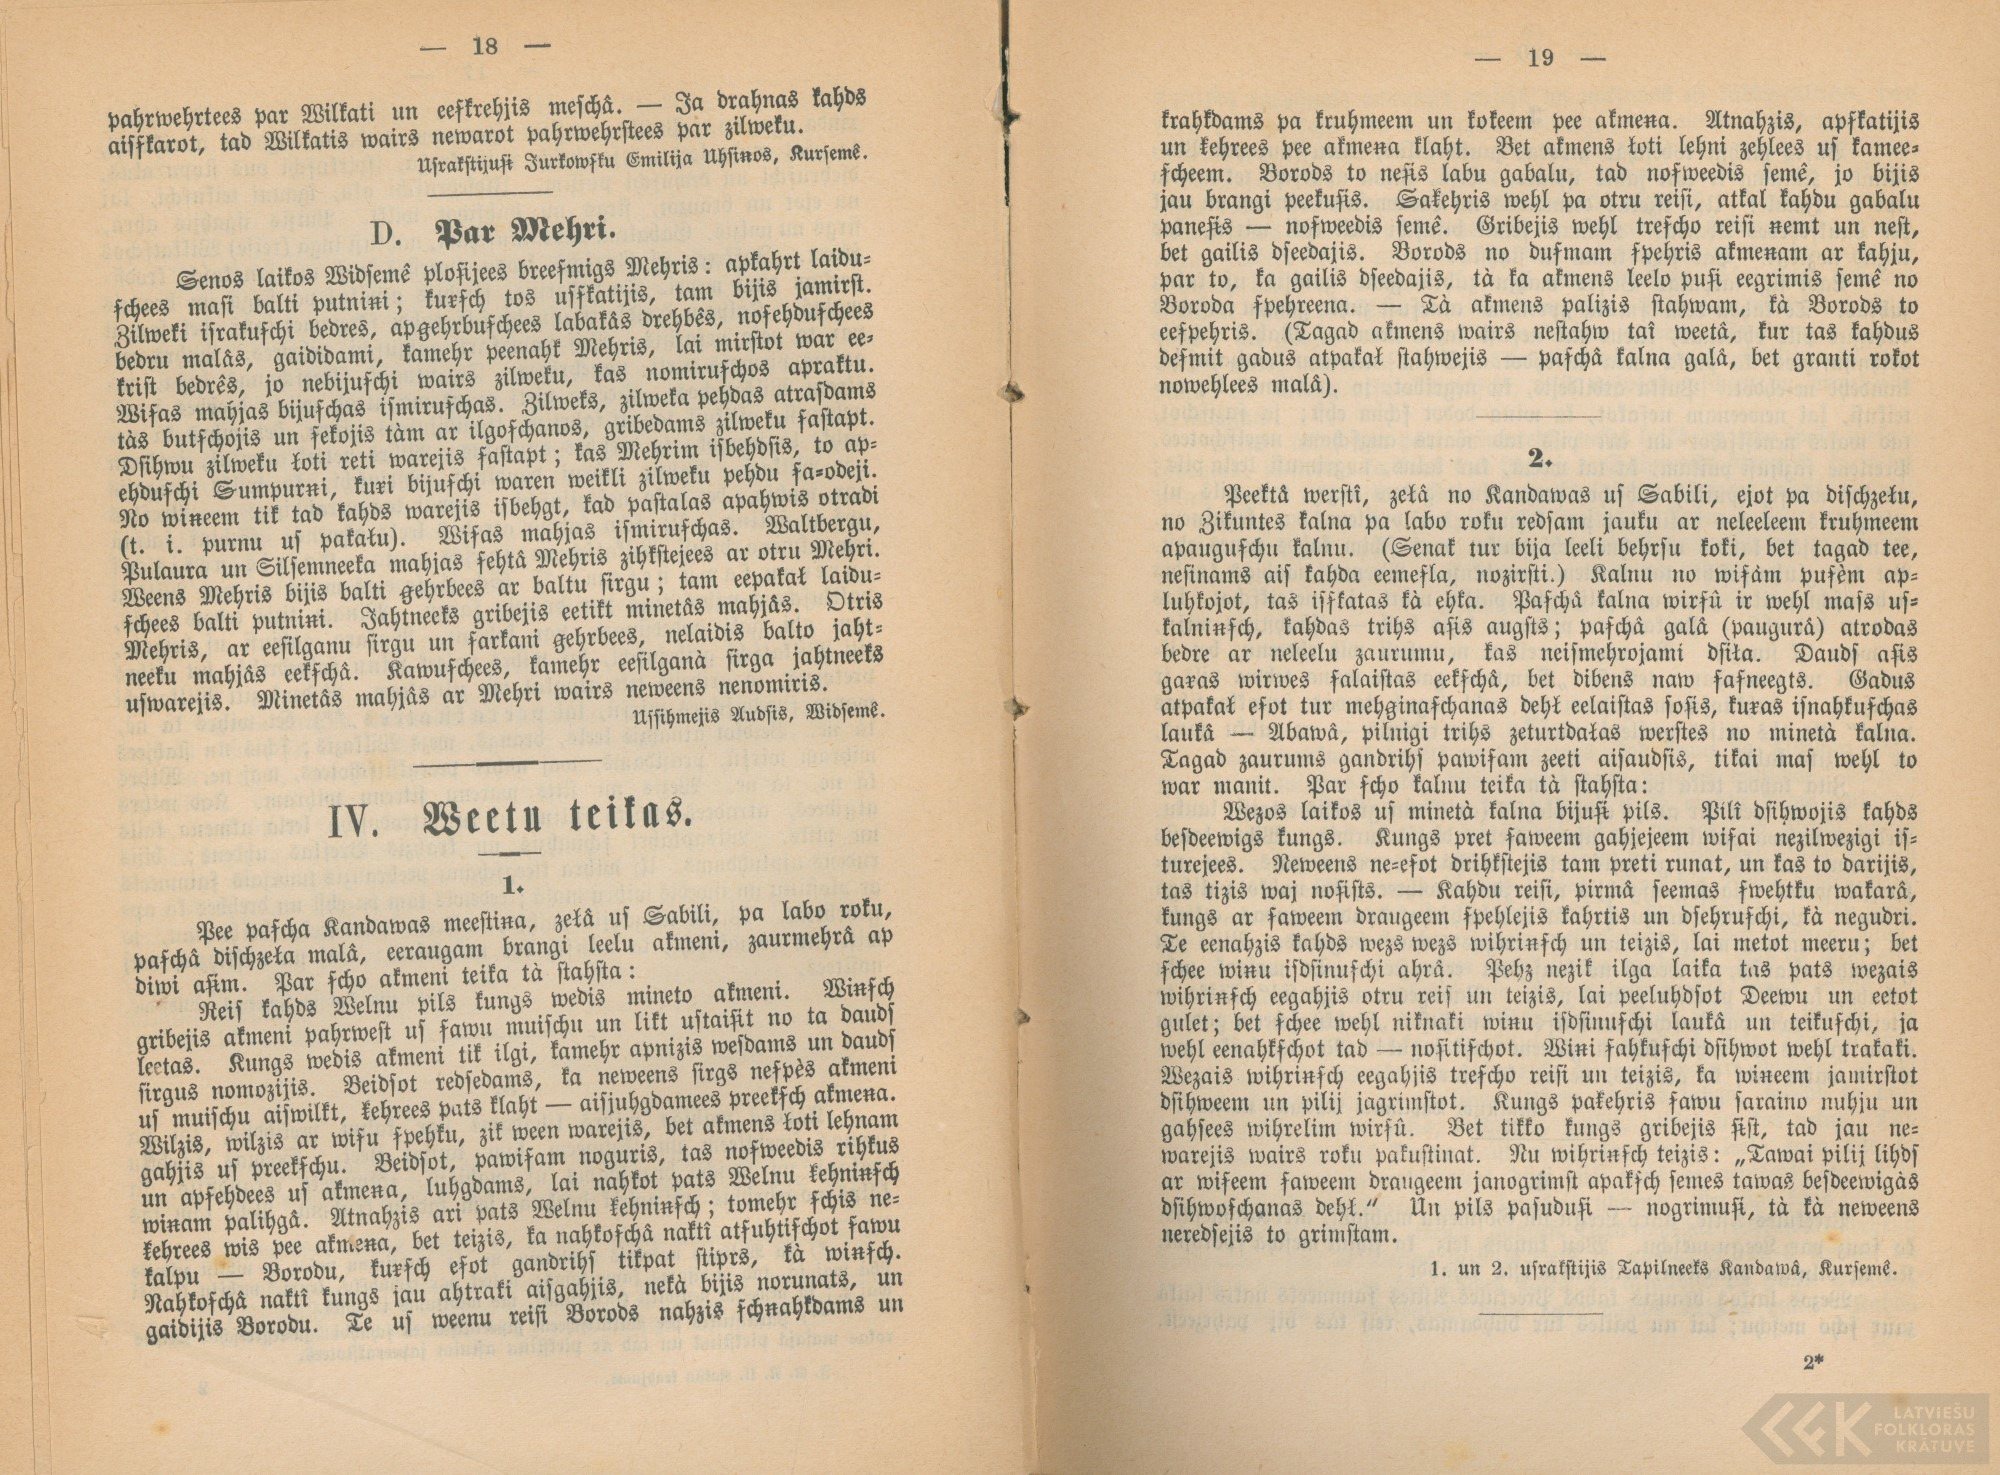 — 18 —
pahrwehrtees par Wilkati un eeſkrehjis meſchâ. — Ja drahnas kahds
aiſſkarot, tad Wilkatis wairs newarot pahrwehrſtees par zilweku.
Uſrakſtijuſi Jurkowſku Emilija Uhſiņos, Kurſemê.
D. Par Mehri.
Senos laikos Widſemê ploſijees breeſmigs Mehris: apkahrt laidu-
ſchees maſi balti putniņi; kuŗſch tos uſſkatijis, tam bijis jamirſt.
Zilweki iſrakuſchi bedres, apģehrbuſchees labakâs drehbês, noſehduſchees
bedru malâs, gaididami, kamehr peenahk Mehris, lai mirſtot war ee-
kriſt bedrês, jo nebijuſchi wairs zilweku, kas nomiruſchos apraktu.
Wiſas mahjas bijuſchas iſmiruſchas. Zilweks, zilweka pehdas atraſdams
tàs butſchojis un ſekojis tàm ar ilgoſchanos, gribedams zilweku ſaſtapt.
Dſihwu zilweku ļoti reti warejis ſaſtapt; kas Mehrim iſbehdſis, to ap-
ehduſchi Sumpurņi, kuŗi bijuſchi waren weikli zilweku pehdu ſa-odeji.
No wiņeem tik tad kahds warejis iſbehgt, kad paſtalas apahwis otradi
(t. i. purnu uſ pakaļu). Wiſas mahjas iſmiruſchas. Waltbergu,
Pulaura un Silſemneeka mahjas ſehtâ Mehris zihkſtejees ar otru Mehri.
Weens Mehris bijis balti ģehrbees ar baltu ſirgu; tam eepakaļ laidu-
ſchees balti putniņi. Jahtneeks gribejis eetikt minetâs mahjâs. Otris
Mehris, ar eeſilganu ſirgu un ſarkani ģehrbees, nelaidis balto jaht-
neeku mahjâs eekſchâ. Kawuſchees, kamehr eeſilganà ſirga jahtneeks
uſwarejis. Minetâs mahjâs ar Mehri wairs neweens nenomiris.
Uſſihmejis Audſis, Widſemê.
IV. Weetu teikas.
1.
Pee paſcha Kandawas meeſtiņa, zeļâ uſ Sabili, pa labo roku,
paſchâ diſchzeļa malâ, eeraugam brangi leelu akmeni, zaurmehrâ ap
diwi aſim. Par ſcho akmeni teika tà ſtahſta:
Reiſ kahds Welnu pils kungs wedis mineto akmeni. Wiņſch
gribejis akmeni pahrweſt uſ ſawu muiſchu un likt uſtaiſit no ta daudſ
leetas. Kungs wedis akmeni tik ilgi, kamehr apnizis weſdams un daudſ
ſirgus nomozijis. Beidſot redſedams, ka neweens ſirgs neſpès akmeni
uſ muiſchu aiſwilkt, ķehrees pats klaht — aiſjuhgdamees preekſch akmeņa.
Wilzis, wilzis ar wiſu ſpehku, zik ween warejis, bet akmens ļoti lehnam
gahjis uſ preekſchu. Beidſot, pawiſam noguris, tas noſweedis rihkus
un apſehdees uſ akmeņa, luhgdams, lai nahkot pats Welnu ķehniņſch
wiņam palihgâ. Atnahzis ari pats Welnu ķehniņſch; tomehr ſchis ne-
ķehrees wis pee akmeņa, bet teizis, ka nahkoſchâ naktî atſuhtiſchot ſawu
kalpu — Borodu, kuŗſch eſot gandrihſ tikpat ſtiprs, kà wiņſch.
Nahkoſchâ naktî kungs jau ahtraki aiſgahjis, nekà bijis norunats, un
gaidijis Borodu. Te uſ weenu reiſi Borods nahzis ſchņahkdams un
— 19 —
krahkdams pa kruhmeem un kokeem pee akmeņa. Atnahzis, apſkatijis
un ķehrees pee akmeņa klaht. Bet akmens ļoti lehni zehlees uſ kamee-
ſcheem. Borods to neſis labu gabalu, tad noſweedis ſemê, jo bijis
jau brangi peekuſis. Saķehris wehl pa otru reiſi, atkal kahdu gabalu
paneſis — noſweedis ſemê. Gribejis wehl treſcho reiſi ņemt un neſt,
bet gailis dſeedajis. Borods no duſmam ſpehris akmeņam ar kahju,
par to, ka gailis dſeedajis, tà ka akmens leelo puſi eegrimis ſemê no
Boroda ſpehreena. — Tà akmens palizis ſtahwam, kà Borods to
eeſpehris. (Tagad akmens wairs neſtahw taî weetâ, kur tas kahdus
deſmit gadus atpakaļ ſtahwejis — paſchâ kalna galâ, bet granti rokot
nowehlees malâ).
2.
Peektâ werſtî, zeļâ no Kandawas uſ Sabili, ejot pa diſchzeļu,
no Zikuntes kalna pa labo roku redſam jauku ar neleeleem kruhmeem
apauguſchu kalnu. (Senak tur bija leeli behrſu koki, bet tagad tee,
neſinams aiſ kahda eemeſla, nozirſti.) Kalnu no wiſàm puſèm ap-
luhkojot, tas iſſkatas kà ehka. Paſchâ kalna wirſû ir wehl maſs uſ-
kalniņſch, kahdas trihs aſis augſts; paſchâ galâ (paugurâ) atrodas
bedre ar neleelu zaurumu, kas neiſmehrojami dſiļa. Daudſ aſis
gaŗas wirwes ſalaiſtas eekſchâ, bet dibens naw ſaſneegts. Gadus
atpakaļ eſot tur mehginaſchanas dehļ eelaiſtas ſoſis, kuŗas iſnahkuſchas
laukâ — Abawâ, pilnigi trihs zeturtdaļas werſtes no minetà kalna.
Tagad zaurums gandrihſ pawiſam zeeti aiſaudſis, tikai maſ wehl to
war manit. Par ſcho kalnu teika tà ſtahſta:
Wezos laikos uſ minetà kalna bijuſi pils. Pilî dſihwojis kahds
beſdeewigs kungs. Kungs pret ſaweem gahjejeem wiſai nezilwezigi iſ-
turejees. Neweens ne-eſot drihkſtejis tam preti runat, un kas to darijis,
tas tizis waj noſiſts. — Kahdu reiſi, pirmâ ſeemas ſwehtku wakarâ,
kungs ar ſaweem draugeem ſpehlejis kahrtis un dſehruſchi, kà negudri.
Te eenahzis kahds wezs wezs wihriņſch un teizis, lai metot meeru; bet
ſchee wiņu iſdſinuſchi ahrâ. Pehz nezik ilga laika tas pats wezais
wihriņſch eegahjis otru reiſ un teizis, lai peeluhdſot Deewu un eetot
gulet; bet ſchee wehl niknaki wiņu iſdſinuſchi laukâ un teikuſchi, ja
wehl eenahkſchot tad — noſitiſchot. Wiņi ſahkuſchi dſihwot wehl trakaki.
Wezais wihriņſch eegahjis treſcho reiſi un teizis, ka wiņeem jamirſtot
dſihweem un pilij jagrimſtot. Kungs pakehris ſawu ſaraino nuhju un
gahſees wihrelim wirſû. Bet tikko kungs gribejis ſiſt, tad jau ne-
warejis wairs roku pakuſtinat. Nu wihriņſch teizis: „Tawai pilij lihdſ
ar wiſeem ſaweem draugeem janogrimſt apakſch ſemes tawas beſdeewigàs
dſihwoſchanas dehļ.“ Un pils paſuduſi — nogrimuſi, tà kà neweens
neredſejis to grimſtam.
1. un 2. uſrakſtijis Tapilneeks Kandawâ, Kurſemê.
2*
LATVIEŠU
FOLKLORAS
KRĀTUVE